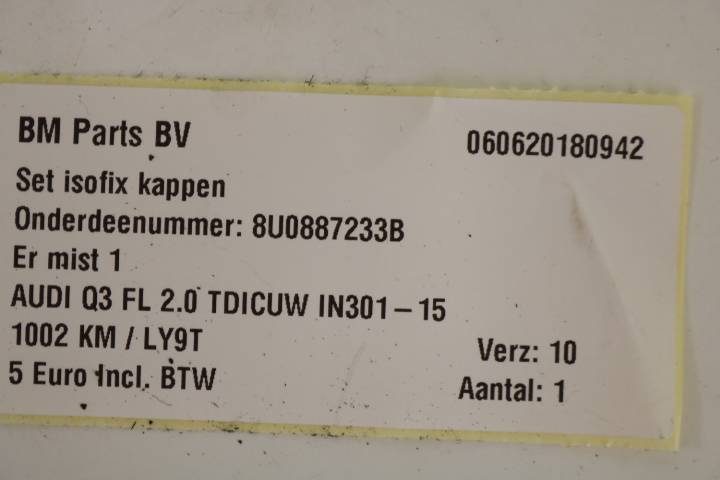 BM Parts BV 060620180942
Set isofix kappen
Onderdeenummer: 8U0887233B
Er mist 1
AUDI Q3 FL 2.0 TDICUW IN301-15
1002 KM / LY9T Verz: 10
5 Euro Incl. BTW Aantal: 1